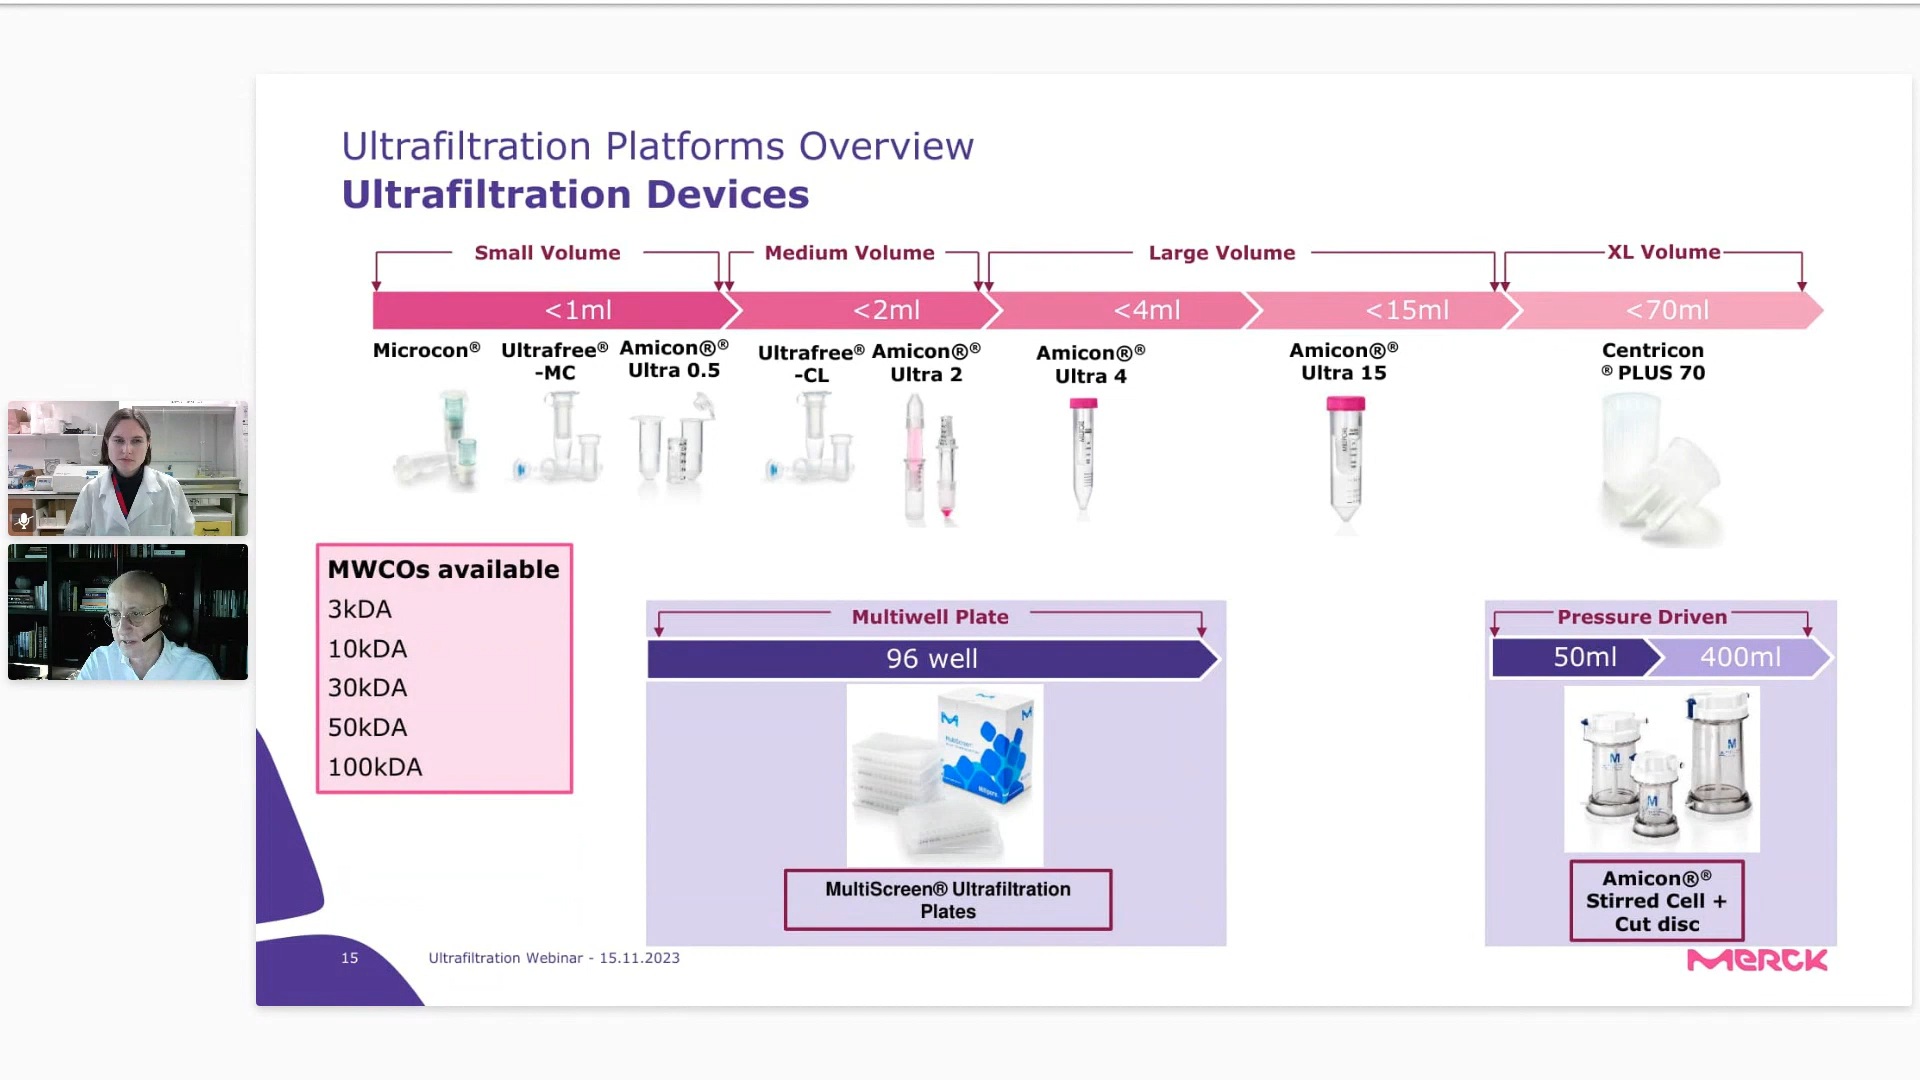 Ultrafiltration Platforms Overview
Ultrafiltration Devices
Small Volume
Medium Volume
Large Volume
XL Volume
<1ml
<2ml
<4ml
<15ml
<70ml
Microcon®
Ultrafree®
-MC
Amicon®®
Ultra 0.5
Ultrafree®
-CL
Amicon®®
Ultra 2
Amicon®®
Ultra 4
Amicon®®
Ultra 15
Centricon
® PLUS 70
MWCOs available
3kDA
10kDA
30kDA
50kDA
100kDA
Multiwell Plate
96 well
MultiScreen® Ultrafiltration
Plates
Pressure Driven
50ml
400ml
Amicon®®
Stirred Cell +
Cut disc
15
Ultrafiltration Webinar - 15.11.2023
MERCK